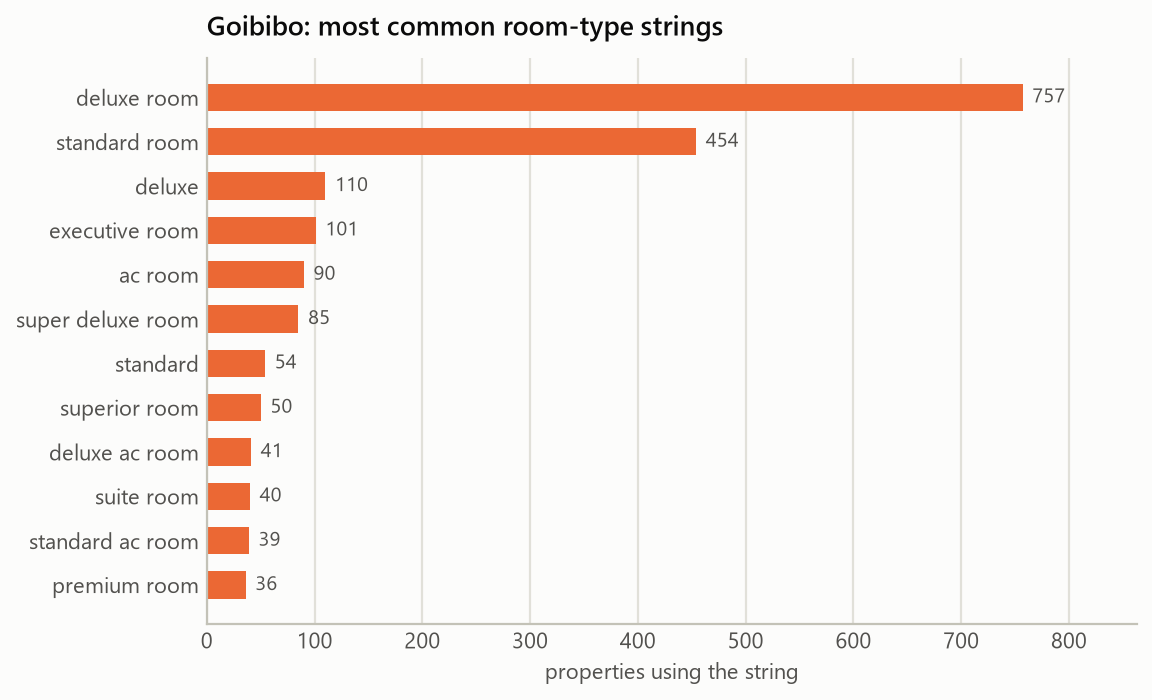 Goibibo: most common room-type strings
deluxe room 757
standard room 454
deluxe 110
executive room 101
ac room 90
super deluxe room 85
standard 54
superior room 50
deluxe ac room 41
suite room 40
standard ac room 39
premium room 36
0 100 200 300 400 500 600 700 800
properties using the string